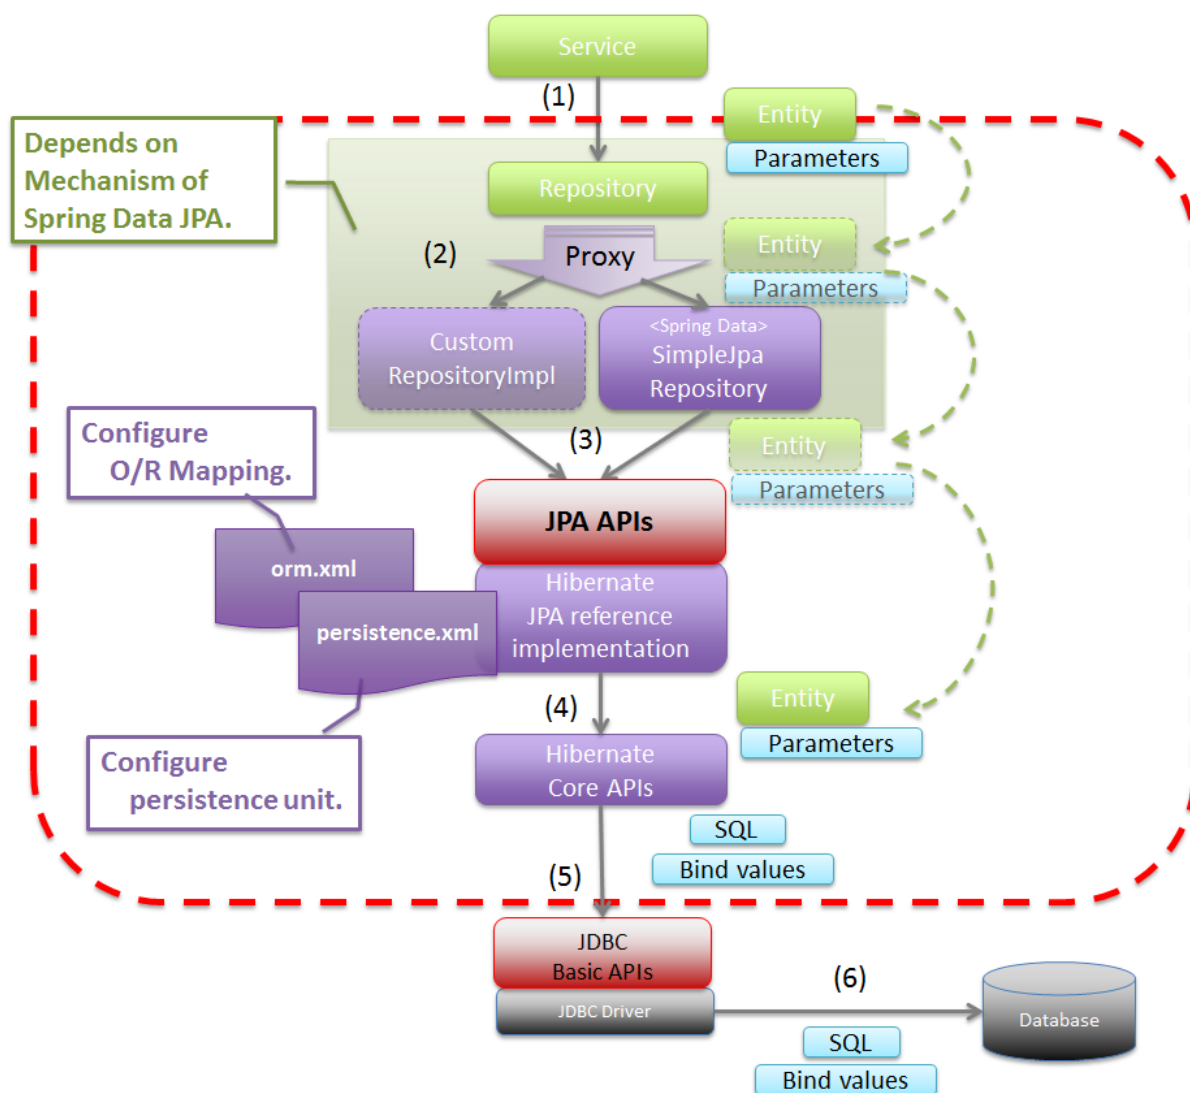 Service
(1)
Entity
Parameters
Depends on
Mechanism of
Spring Data JPA.
Repository
(2)
Proxy
Entity
Parameters
Custom
RepositoryImpl
<Spring Data>
SimpleJpa
Repository
Configure
O/R Mapping.
(3)
Entity
Parameters
JPA APIs
orm.xml
persistence.xml
Hibernate
JPA reference
implementation
(4)
Entity
Parameters
Configure
persistence unit.
Hibernate
Core APIs
SQL
Bind values
(5)
JDBC
Basic APIs
JDBC Driver
(6)
Database
SQL
Bind values